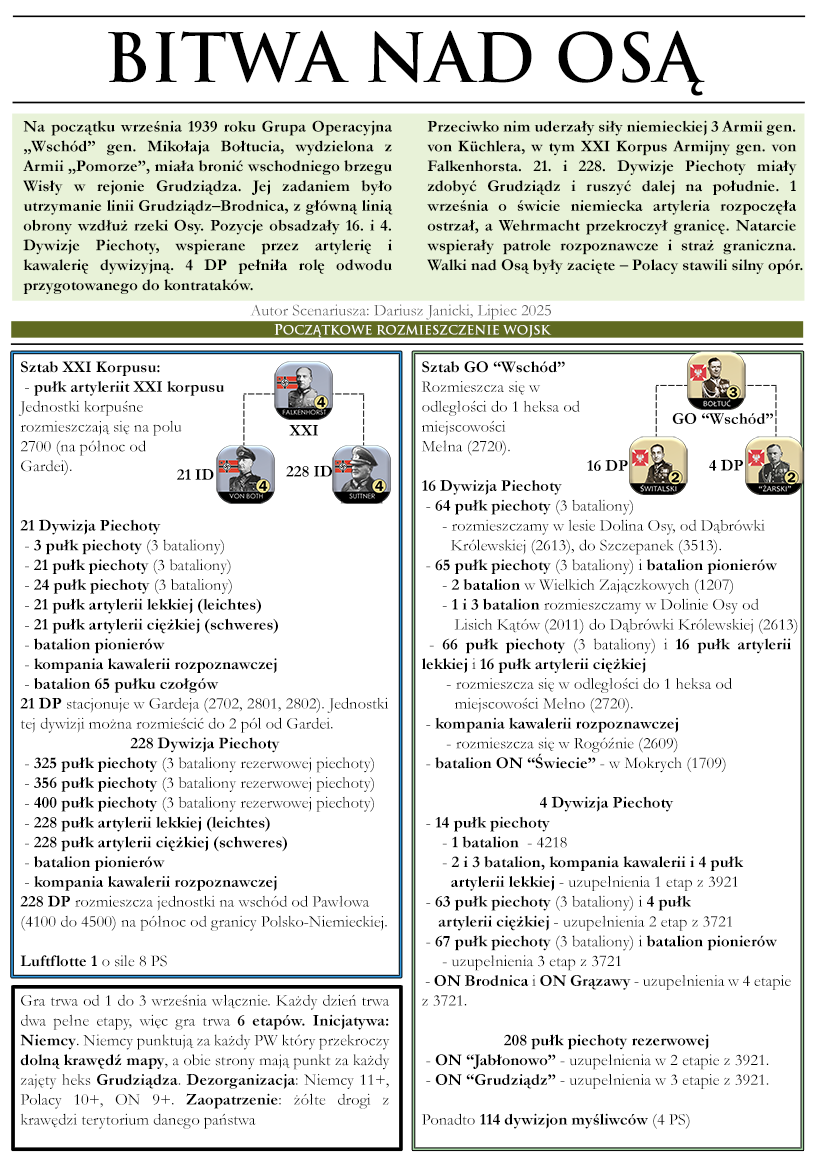 BITWA NAD OSĄ
Na początku września 1939 roku Grupa Operacyjna
„Wschód” gen. Mikołaja Bołtucia, wydzielona z
Armii „Pomorze”, miała bronić wschodniego brzegu
Wisły w rejonie Grudziądza. Jej zadaniem było
utrzymanie linii Grudziądz–Brodnica, z główną linią
obrony wzdłuż rzeki Osy. Pozycje obsadzały 16. i 4.
Dywizje Piechoty, wspierane przez artylerię i
kawalerię dywizyjną. 4 DP pełniła rolę odwodu
przygotowanego do kontrataków.
Przeciwko nim uderzały siły niemieckiej 3 Armii gen.
von Küchlera, w tym XXI Korpus Armijny gen. von
Falkenhorsta. 21. i 228. Dywizje Piechoty miały
zdobyć Grudziądz i ruszyć dalej na południe. 1
września o świcie niemiecka artyleria rozpoczęła
ostrzał, a Wehrmacht przekroczył granicę. Natarcie
wspierały patrole rozpoznawcze i straż graniczna.
Walki nad Osą były zacięte – Polacy stawili silny opór.
Autor Scenariusza: Dariusz Janicki, Lipiec 2025
Początkowe rozmieszczenie wojsk
Sztab XXI Korpusu:
- pułk artyleriit XXI korpusu
Jednostki korpuśne
rozmieszczają się na polu
2700 (na północ od
Gardei).
4
FALKENHORST
XXI
21 ID
4
VON BOTH
228 ID
4
SUTTNER
21 Dywizja Piechoty
- 3 pułk piechoty (3 bataliony)
- 21 pułk piechoty (3 bataliony)
- 24 pułk piechoty (3 bataliony)
- 21 pułk artylerii lekkiej (leichtes)
- 21 pułk artylerii ciężkiej (schweres)
- batalion pionierów
- kompania kawalerii rozpoznawczej
- batalion 65 pułku czołgów
21 DP stacjonuje w Gardeja (2702, 2801, 2802). Jednostki
tej dywizji można rozmieścić do 2 pól od Gardei.
228 Dywizja Piechoty
- 325 pułk piechoty (3 bataliony rezerwowej piechoty)
- 356 pułk piechoty (3 bataliony rezerwowej piechoty)
- 400 pułk piechoty (3 bataliony rezerwowej piechoty)
- 228 pułk artylerii lekkiej (leichtes)
- 228 pułk artylerii ciężkiej (schweres)
- batalion pionierów
- kompania kawalerii rozpoznawczej
228 DP rozmieszcza jednostki na wschód od Pawłowa
(4100 do 4500) na północ od granicy Polsko-Niemieckiej.
Luftflotte 1 o sile 8 PS
Gra trwa od 1 do 3 września włącznie. Każdy dzień trwa
dwa pełne etapy, więc gra trwa 6 etapów. Inicjatywa:
Niemcy. Niemcy punktują za każdy PW który przekroczy
dolną krawędź mapy, a obie strony mają punkt za każdy
zajęty heks Grudziądza. Dezorganizacja: Niemcy 11+,
Polacy 10+, ON 9+. Zaopatrzenie: żółte drogi z
krawędzi terytorium danego państwa
Sztab GO “Wschód”
Rozmieszcza się w
odległości do 1 heksa od
miejscowości
Mełna (2720).
3
BOŁTUĆ
GO “Wschód”
16 DP
2
ŚWITALSKI
4 DP
2
“ŻARSKI”
16 Dywizja Piechoty
- 64 pułk piechoty (3 bataliony)
- rozmieszczamy w lesie Dolina Osy, od Dąbrówki
Królewskiej (2613), do Szczepanek (3513).
- 65 pułk piechoty (3 bataliony) i batalion pionierów
- 2 batalion w Wielkich Zajączkowych (1207)
- 1 i 3 batalion rozmieszczamy w Dolinie Osy od
Lisich Kątów (2011) do Dąbrówki Królewskiej (2613)
- 66 pułk piechoty (3 bataliony) i 16 pułk artylerii
lekkiej i 16 pułk artylerii ciężkiej
- rozmieszcza się w odległości do 1 heksa od
miejscowości Melno (2720).
- kompania kawalerii rozpoznawczej
- rozmieszcza się w Rogóźnie (2609)
- batalion ON “Świecie” - w Mokrych (1709)
4 Dywizja Piechoty
- 14 pułk piechoty
- 1 batalion - 4218
- 2 i 3 batalion, kompania kawalerii i 4 pułk
artylerii lekkiej - uzupełnienia 1 etap z 3921
- 63 pułk piechoty (3 bataliony) i 4 pułk
artylerii ciężkiej - uzupełnienia 2 etap z 3721
- 67 pułk piechoty (3 bataliony) i batalion pionierów
- uzupełnienia 3 etap z 3721
- ON Brodnica i ON Grązawy - uzupełnienia w 4 etapie
z 3721.
208 pułk piechoty rezerwowej
- ON “Jabłonowo” - uzupełnienia w 2 etapie z 3921.
- ON “Grudziądz” - uzupełnienia w 3 etapie z 3921.
Ponadto 114 dywizjon myśliwców (4 PS)